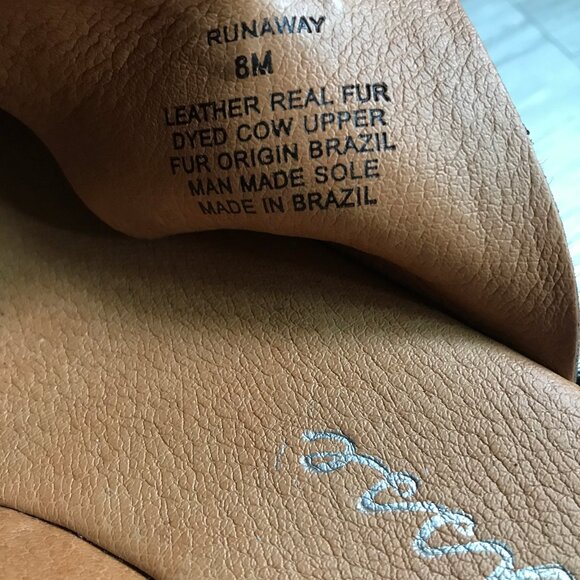 RUNAWAY
8M
LEATHER REAL FUR
DYED COW UPPER
FUR ORIGIN BRAZIL
MAN MADE SOLE
MADE IN BRAZIL